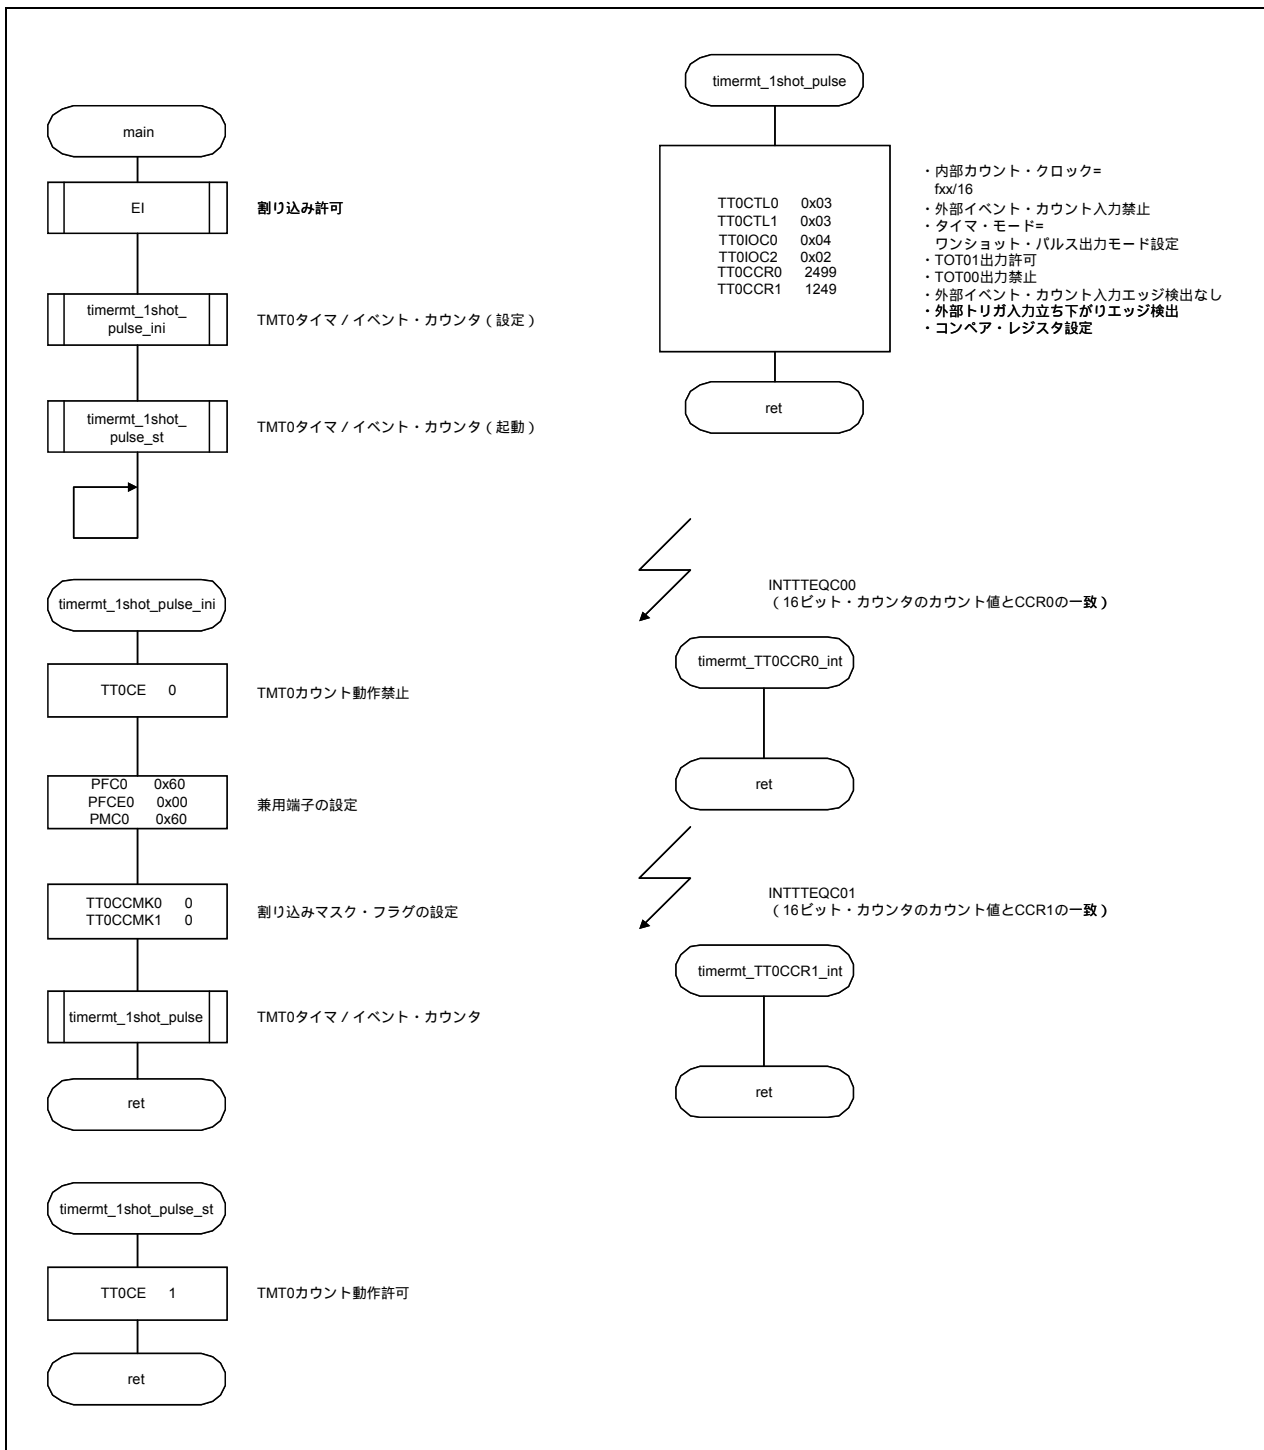 main
EI
割り込み許可
timermt_1shot_
pulse_ini
TMT0タイマ / イベント・カウンタ ( 設定 )
timermt_1shot_
pulse_st
TMT0タイマ / イベント・カウンタ ( 起動 )
timermt_1shot_pulse_ini
TT0CE 0
TMT0カウント動作禁止
PFC0 0x60
PFCE0 0x00
PMC0 0x60
兼用端子の設定
TT0CCMK0 0
TT0CCMK1 0
割り込みマスク・フラグの設定
timermt_1shot_pulse
TMT0タイマ / イベント・カウンタ
ret
timermt_1shot_pulse_st
TT0CE 1
TMT0カウント動作許可
ret
timermt_1shot_pulse
TT0CTL0 0x03
TT0CTL1 0x03
TT0IOC0 0x04
TT0IOC2 0x02
TT0CCR0 2499
TT0CCR1 1249
・内部カウント・クロック=
fxx/16
・外部イベント・カウント入力禁止
・タイマ・モード=
ワンショット・パルス出力モード設定
・TOT01出力許可
・TOT00出力禁止
・外部イベント・カウント入力エッジ検出なし
・外部トリガ入力立ち下がりエッジ検出
・コンペア・レジスタ設定
ret
INTTTEQC00
( 16ビット・カウンタのカウント値とCCR0の一致 )
timermt_TT0CCR0_int
ret
INTTTEQC01
( 16ビット・カウンタのカウント値とCCR1の一致 )
timermt_TT0CCR1_int
ret